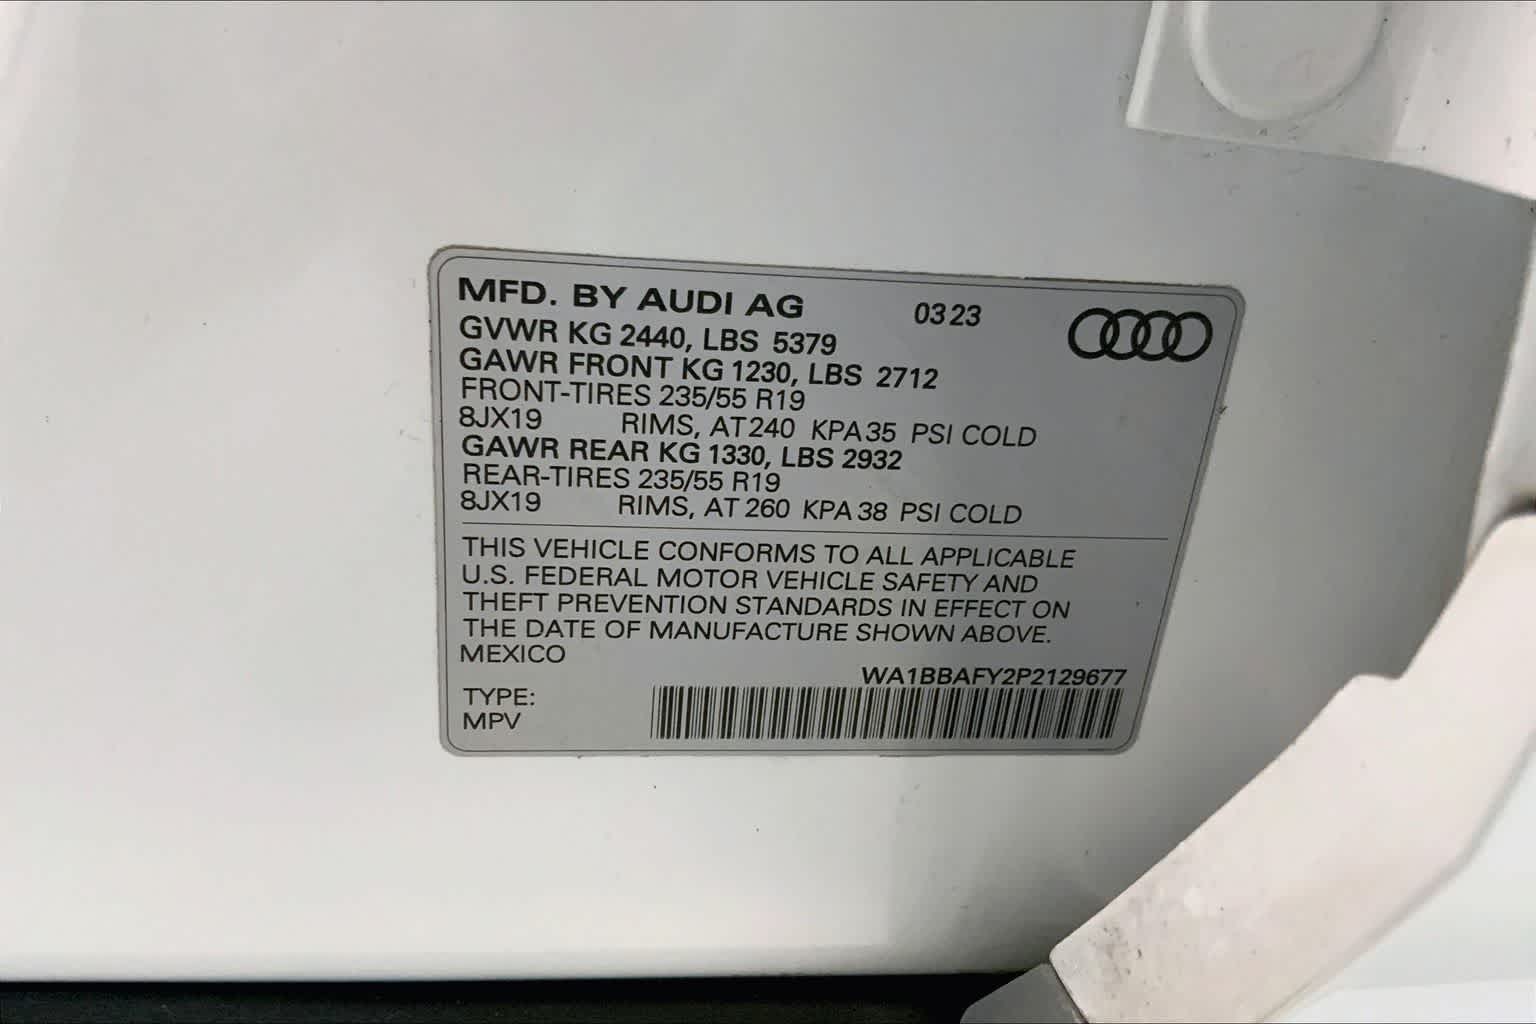 MFD. BY AUDI AG 03 23
GVWR KG 2440, LBS 5379
GAWR FRONT KG 1230, LBS 2712
FRONT-TIRES 235/55 R19
8JX19 RIMS, AT 240 KPA 35 PSI COLD
GAWR REAR KG 1330, LBS 2932
REAR-TIRES 235/55 R19
8JX19 RIMS, AT 260 KPA 38 PSI COLD
THIS VEHICLE CONFORMS TO ALL APPLICABLE
U.S. FEDERAL MOTOR VEHICLE SAFETY AND
THEFT PREVENTION STANDARDS IN EFFECT ON
THE DATE OF MANUFACTURE SHOWN ABOVE.
MEXICO
WA1BBAFY2P2129677
TYPE:
MPV